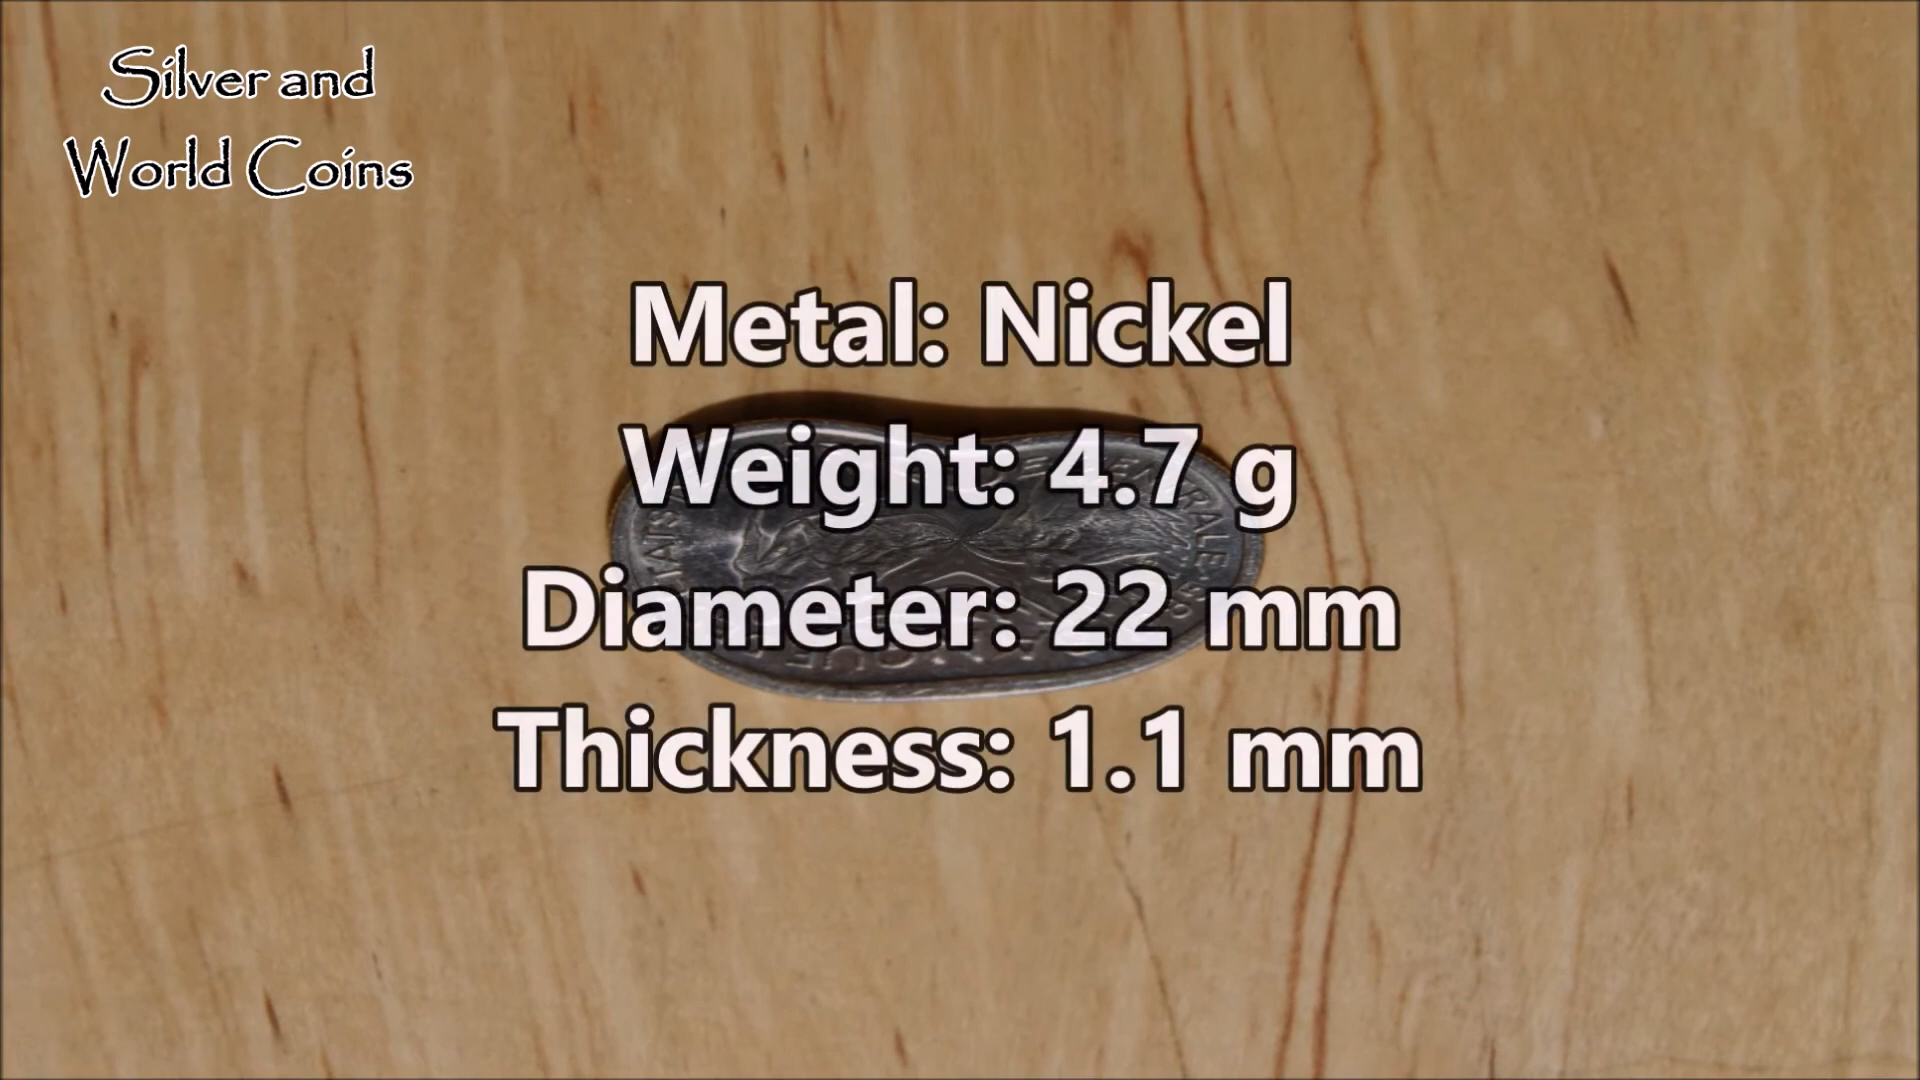 Silver and
World Coins
Metal: Nickel
Weight: 4.7 g
Diameter: 22 mm
Thickness: 1.1 mm